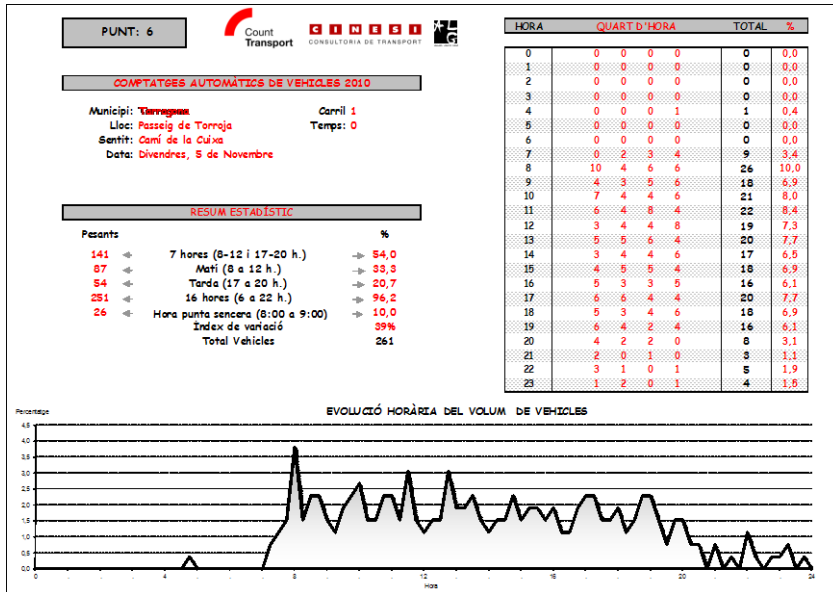 PUNT: 6
Count
Transport
CINESI
CONSULTORIA DE TRANSPORT
COMPTATGES AUTOMÀTICS DE VEHICLES 2010
Municipi: Carril 1
Lloc: Passeig de Torroja Temps: 0
Sentit: Camí de la Cuixa
Data: Divendres, 5 de Novembre
RESUM ESTADÍSTIC
Pesants %
141 7 hores (8-12 i 17-20 h.) 54,0
87 Matí (8 a 12 h.) 33,3
54 Tarda (17 a 20 h.) 20,7
251 16 hores (6 a 22 h.) 96,2
26 Hora punta sencera (8:00 a 9:00) 10,0
Índex de variació 39%
Total Vehicles 261
HORA QUART D'HORA TOTAL %
0 0 0 0 0 0 0,0
1 0 0 0 0 0 0,0
2 0 0 0 0 0 0,0
3 0 0 0 0 0 0,0
4 0 0 0 1 1 0,4
5 0 0 0 0 0 0,0
6 0 0 0 0 0 0,0
7 0 2 3 4 9 3,4
8 10 4 6 6 26 10,0
9 4 3 5 6 18 6,9
10 7 4 4 6 21 8,0
11 6 4 8 4 22 8,4
12 3 4 4 8 19 7,3
13 5 5 6 4 20 7,7
14 3 4 4 6 17 6,5
15 4 5 5 4 18 6,9
16 5 3 3 5 16 6,1
17 6 6 4 4 20 7,7
18 5 3 4 6 18 6,9
19 6 4 2 4 16 6,1
20 4 2 2 0 8 3,1
21 2 0 1 0 3 1,1
22 3 1 0 1 5 1,9
23 1 2 0 1 4 1,5
EVOLUCIÓ HORÀRIA DEL VOLUM DE VEHICLES
Percentatge
4,5
4,0
3,5
3,0
2,5
2,0
1,5
1,0
0,5
0,0
0 4 8 12 16 20 24
Hora